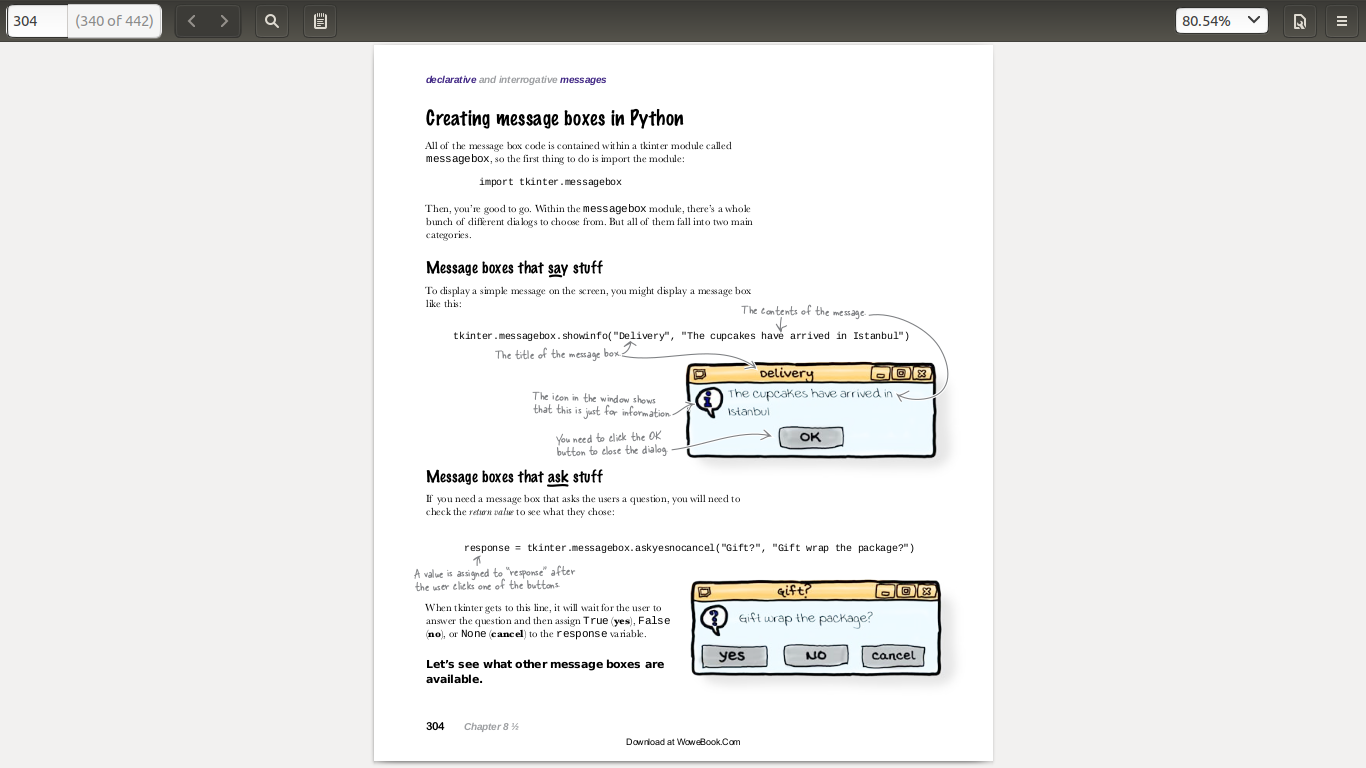 304
(340 of 442)
80.54%
declarative and interrogative messages
Creating message boxes in Python
All of the message box code is contained within a tkinter module called
messagebox, so the first thing to do is import the module:
import tkinter.messagebox
Then, you’re good to go. Within the messagebox module, there’s a whole
bunch of different dialogs to choose from. But all of them fall into two main
categories.
Message boxes that say stuff
To display a simple message on the screen, you might display a message box
like this:
The contents of the message
tkinter.messagebox.showinfo("Delivery", "The cupcakes have arrived in Istanbul")
The title of the message box
Delivery
The cupcakes have arrived in
Istanbul
OK
The icon in the window shows
that this is just for information.
You need to click the OK
button to close the dialog.
Message boxes that ask stuff
If you need a message box that asks the users a question, you will need to
check the return value to see what they chose:
response = tkinter.messagebox.askyesnocancel("Gift?", "Gift wrap the package?")
A value is assigned to “response” after
the user clicks one of the buttons.
When tkinter gets to this line, it will wait for the user to
answer the question and then assign True (yes), False
(no), or None (cancel) to the response variable.
Gift?
Gift wrap the package?
Yes
NO
cancel
Let’s see what other message boxes are
available.
304 Chapter 8 ½
Download at WoweBook.Com